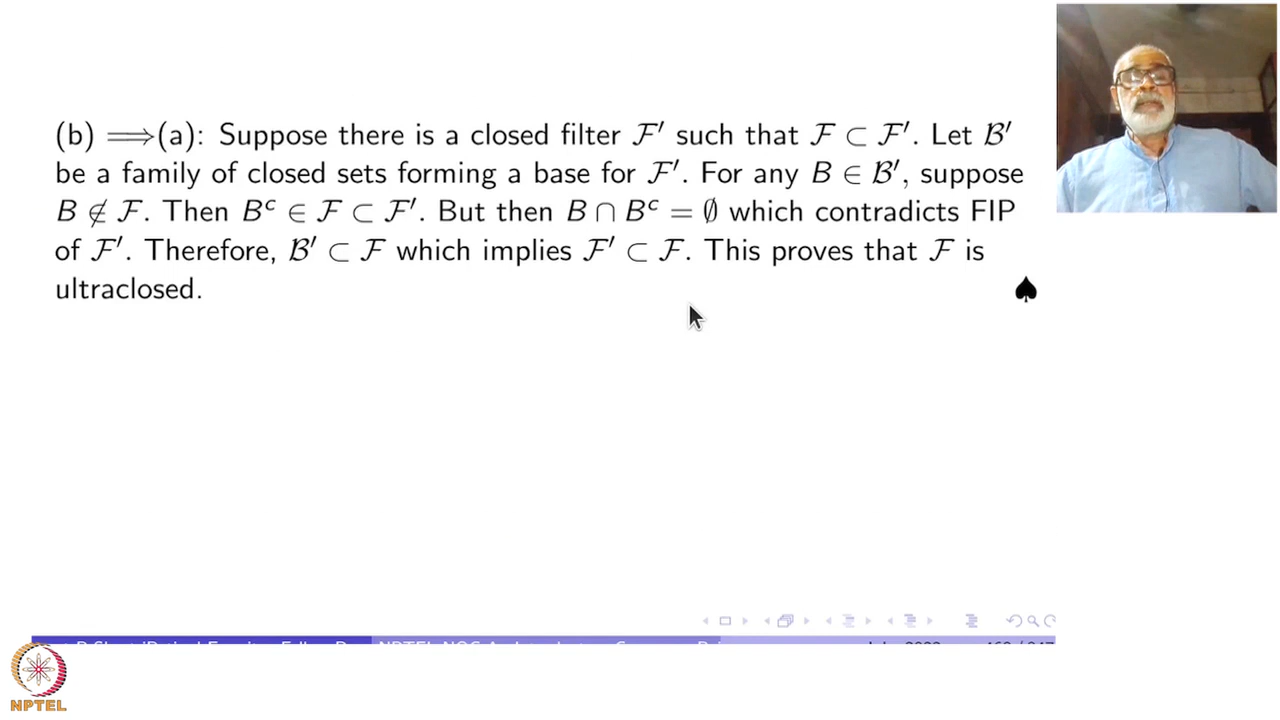 (b) ⟹(a): Suppose there is a closed filter ℱ′ such that ℱ ⊂ ℱ′. Let ℬ′
be a family of closed sets forming a base for ℱ′. For any B ∈ ℬ′, suppose
B ∉ ℱ. Then Bᶜ ∈ ℱ ⊂ ℱ′. But then B ∩ Bᶜ = ∅ which contradicts FIP
of ℱ′. Therefore, ℬ′ ⊂ ℱ which implies ℱ′ ⊂ ℱ. This proves that ℱ is
ultraclosed. ♠
NPTEL